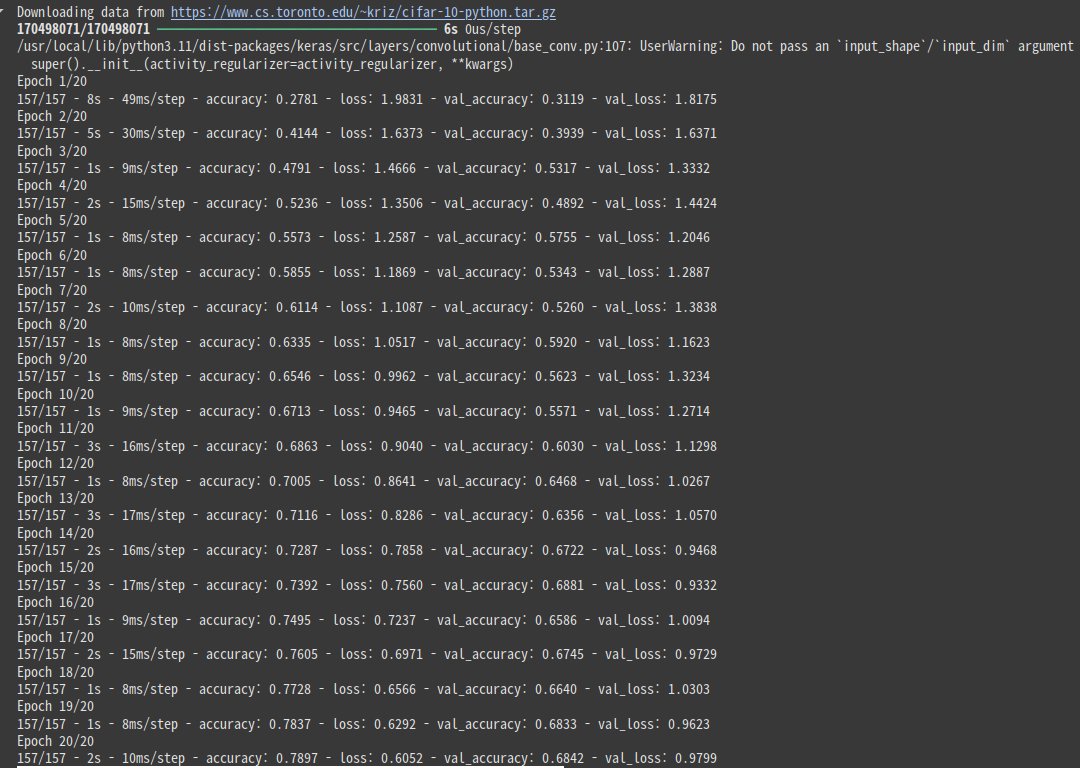 Downloading data from https://www.cs.toronto.edu/~kriz/cifar-10-python.tar.gz
170498071/170498071 ━━━━━━━━━━━━━━━━━━━━ 6s 0us/step
/usr/local/lib/python3.11/dist-packages/keras/src/layers/convolutional/base_conv.py:107: UserWarning: Do not pass an `input_shape`/`input_dim` argument
super().__init__(activity_regularizer=activity_regularizer, **kwargs)
Epoch 1/20
157/157 - 8s - 49ms/step - accuracy: 0.2781 - loss: 1.9831 - val_accuracy: 0.3119 - val_loss: 1.8175
Epoch 2/20
157/157 - 5s - 30ms/step - accuracy: 0.4144 - loss: 1.6373 - val_accuracy: 0.3939 - val_loss: 1.6371
Epoch 3/20
157/157 - 1s - 9ms/step - accuracy: 0.4791 - loss: 1.4666 - val_accuracy: 0.5317 - val_loss: 1.3332
Epoch 4/20
157/157 - 2s - 15ms/step - accuracy: 0.5236 - loss: 1.3506 - val_accuracy: 0.4892 - val_loss: 1.4424
Epoch 5/20
157/157 - 1s - 8ms/step - accuracy: 0.5573 - loss: 1.2587 - val_accuracy: 0.5755 - val_loss: 1.2046
Epoch 6/20
157/157 - 1s - 8ms/step - accuracy: 0.5855 - loss: 1.1869 - val_accuracy: 0.5343 - val_loss: 1.2887
Epoch 7/20
157/157 - 2s - 10ms/step - accuracy: 0.6114 - loss: 1.1087 - val_accuracy: 0.5260 - val_loss: 1.3838
Epoch 8/20
157/157 - 1s - 8ms/step - accuracy: 0.6335 - loss: 1.0517 - val_accuracy: 0.5920 - val_loss: 1.1623
Epoch 9/20
157/157 - 1s - 8ms/step - accuracy: 0.6546 - loss: 0.9962 - val_accuracy: 0.5623 - val_loss: 1.3234
Epoch 10/20
157/157 - 1s - 9ms/step - accuracy: 0.6713 - loss: 0.9465 - val_accuracy: 0.5571 - val_loss: 1.2714
Epoch 11/20
157/157 - 3s - 16ms/step - accuracy: 0.6863 - loss: 0.9040 - val_accuracy: 0.6030 - val_loss: 1.1298
Epoch 12/20
157/157 - 1s - 8ms/step - accuracy: 0.7005 - loss: 0.8641 - val_accuracy: 0.6468 - val_loss: 1.0267
Epoch 13/20
157/157 - 3s - 17ms/step - accuracy: 0.7116 - loss: 0.8286 - val_accuracy: 0.6356 - val_loss: 1.0570
Epoch 14/20
157/157 - 2s - 16ms/step - accuracy: 0.7287 - loss: 0.7858 - val_accuracy: 0.6722 - val_loss: 0.9468
Epoch 15/20
157/157 - 3s - 17ms/step - accuracy: 0.7392 - loss: 0.7560 - val_accuracy: 0.6881 - val_loss: 0.9332
Epoch 16/20
157/157 - 1s - 9ms/step - accuracy: 0.7495 - loss: 0.7237 - val_accuracy: 0.6586 - val_loss: 1.0094
Epoch 17/20
157/157 - 2s - 15ms/step - accuracy: 0.7605 - loss: 0.6971 - val_accuracy: 0.6745 - val_loss: 0.9729
Epoch 18/20
157/157 - 1s - 8ms/step - accuracy: 0.7728 - loss: 0.6566 - val_accuracy: 0.6640 - val_loss: 1.0303
Epoch 19/20
157/157 - 1s - 8ms/step - accuracy: 0.7837 - loss: 0.6292 - val_accuracy: 0.6833 - val_loss: 0.9623
Epoch 20/20
157/157 - 2s - 10ms/step - accuracy: 0.7897 - loss: 0.6052 - val_accuracy: 0.6842 - val_loss: 0.9799